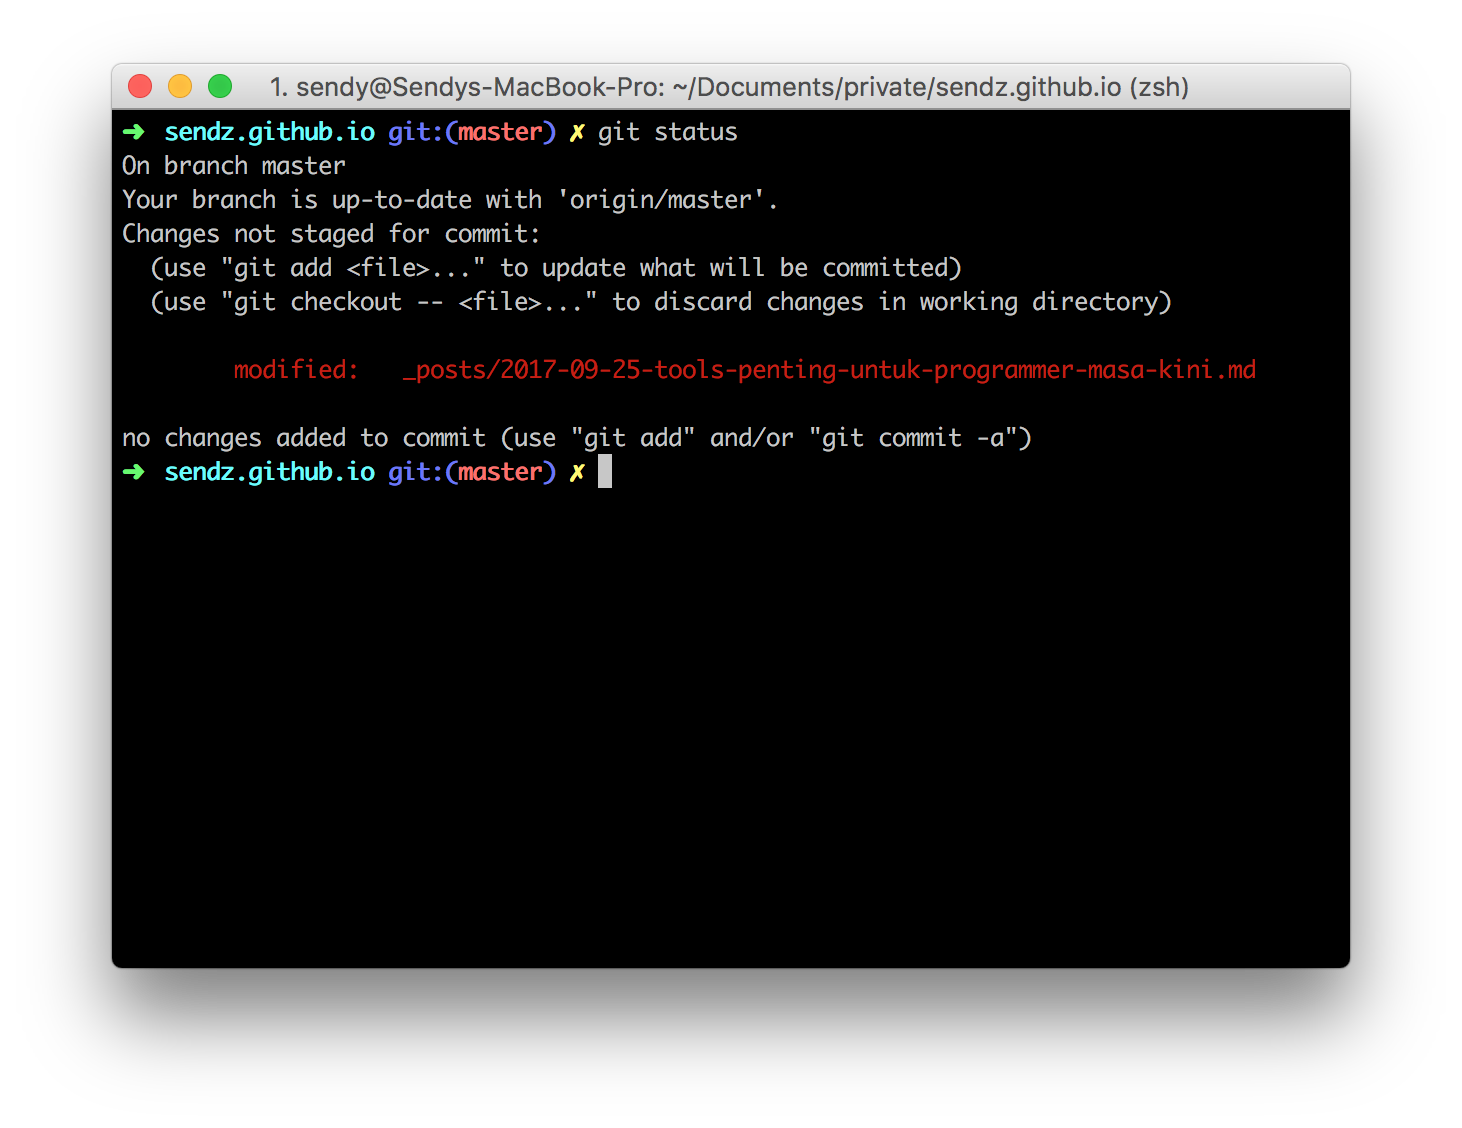 1. sendy@Sendys-MacBook-Pro: ~/Documents/private/sendz.github.io (zsh)
➜  sendz.github.io git:(master) ✗ git status
On branch master
Your branch is up-to-date with 'origin/master'.
Changes not staged for commit:
  (use "git add <file>..." to update what will be committed)
  (use "git checkout -- <file>..." to discard changes in working directory)
        modified:   _posts/2017-09-25-tools-penting-untuk-programmer-masa-kini.md
no changes added to commit (use "git add" and/or "git commit -a")
➜  sendz.github.io git:(master) ✗